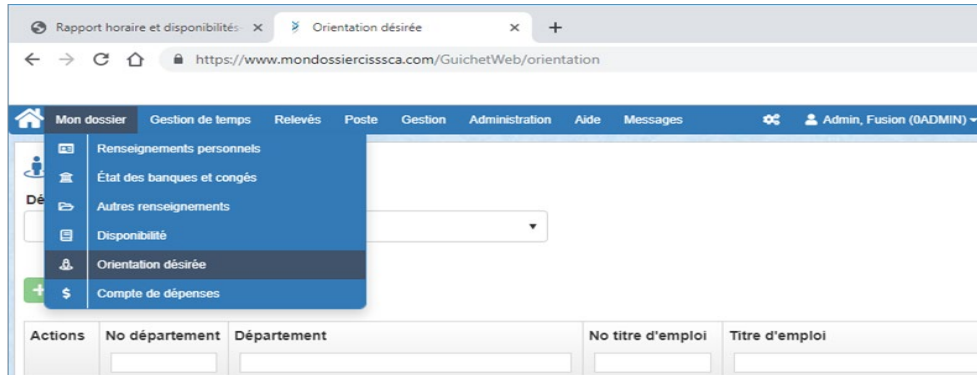 Rapport horaire et disponibilités-
Orientation désirée
https://www.mondossiercisssca.com/GuichetWeb/orientation
Mon dossier Gestion de temps Relevés Poste Gestion Administration Aide Messages Admin, Fusion (0ADMIN)
Renseignements personnels
État des banques et congés
Dé
Autres renseignements
Disponibilité
Orientation désirée
Compte de dépenses
Actions No département Département No titre d'emploi Titre d'emploi